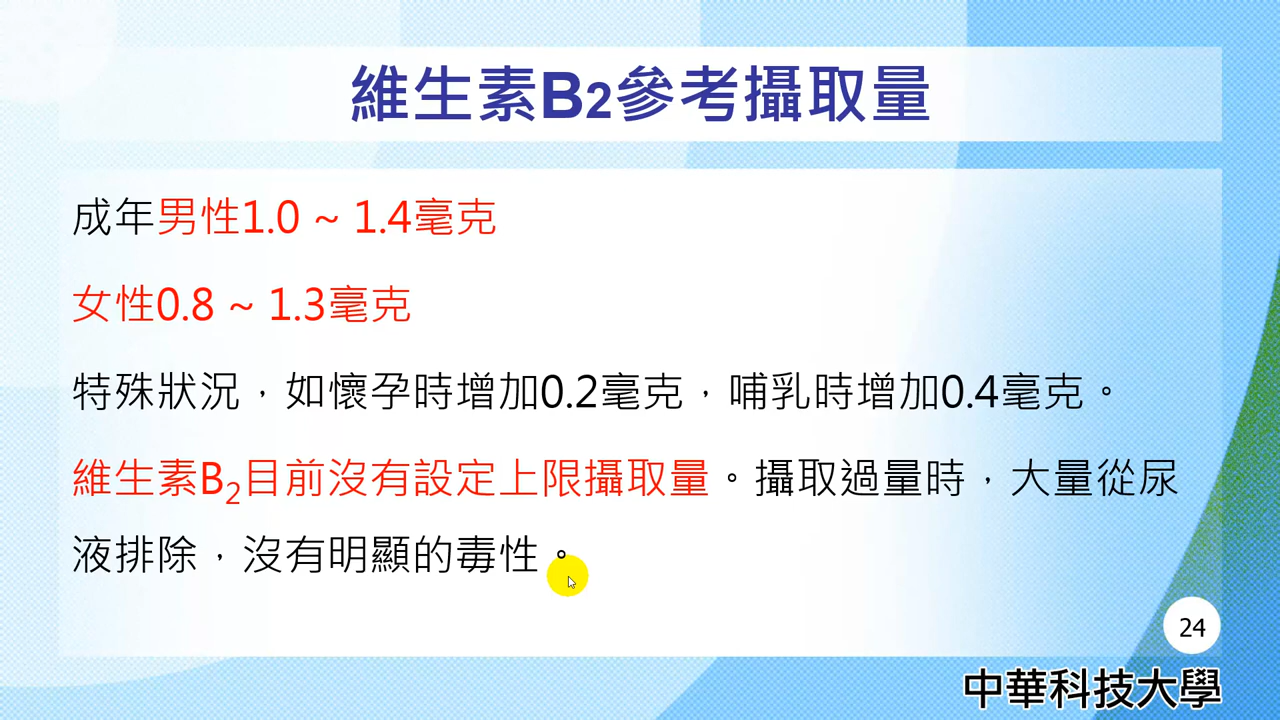 維生素B2參考攝取量
成年男性1.0 ~ 1.4毫克
女性0.8 ~ 1.3毫克
特殊狀況，如懷孕時增加0.2毫克，哺乳時增加0.4毫克。
維生素B2目前沒有設定上限攝取量。攝取過量時，大量從尿
液排除，沒有明顯的毒性。
24
中華科技大學